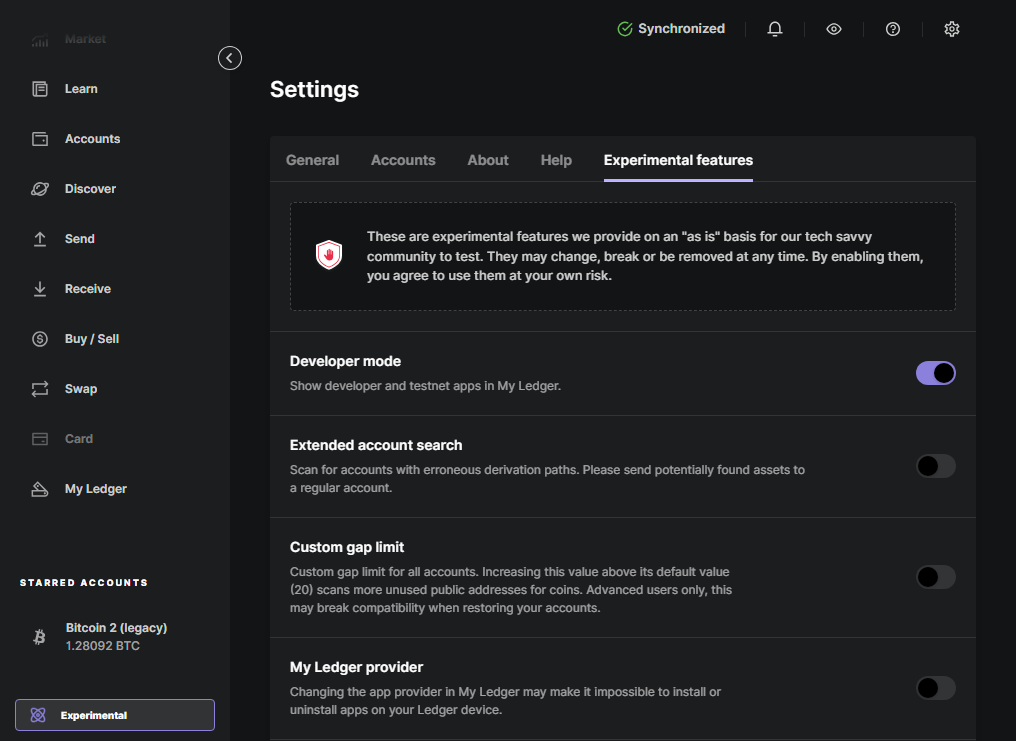 Market
Synchronized
Learn
Settings
Accounts
General Accounts About Help Experimental features
Discover
Send
Receive
Buy / Sell
Swap
Card
My Ledger
These are experimental features we provide on an "as is" basis for our tech savvy
community to test. They may change, break or be removed at any time. By enabling them,
you agree to use them at your own risk.
Developer mode
Show developer and testnet apps in My Ledger.
Extended account search
Scan for accounts with erroneous derivation paths. Please send potentially found assets to
a regular account.
Custom gap limit
Custom gap limit for all accounts. Increasing this value above its default value
(20) scans more unused public addresses for coins. Advanced users only, this
may break compatibility when restoring your accounts.
My Ledger provider
Changing the app provider in My Ledger may make it impossible to install or
uninstall apps on your Ledger device.
STARRED ACCOUNTS
Bitcoin 2 (legacy)
1.28092 BTC
Experimental